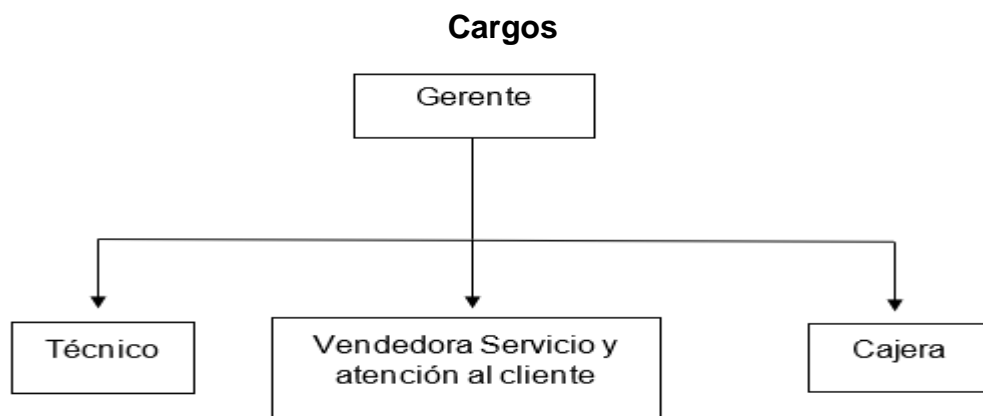 Cargos
Gerente
Técnico
Vendedora Servicio y
atención al cliente
Cajera